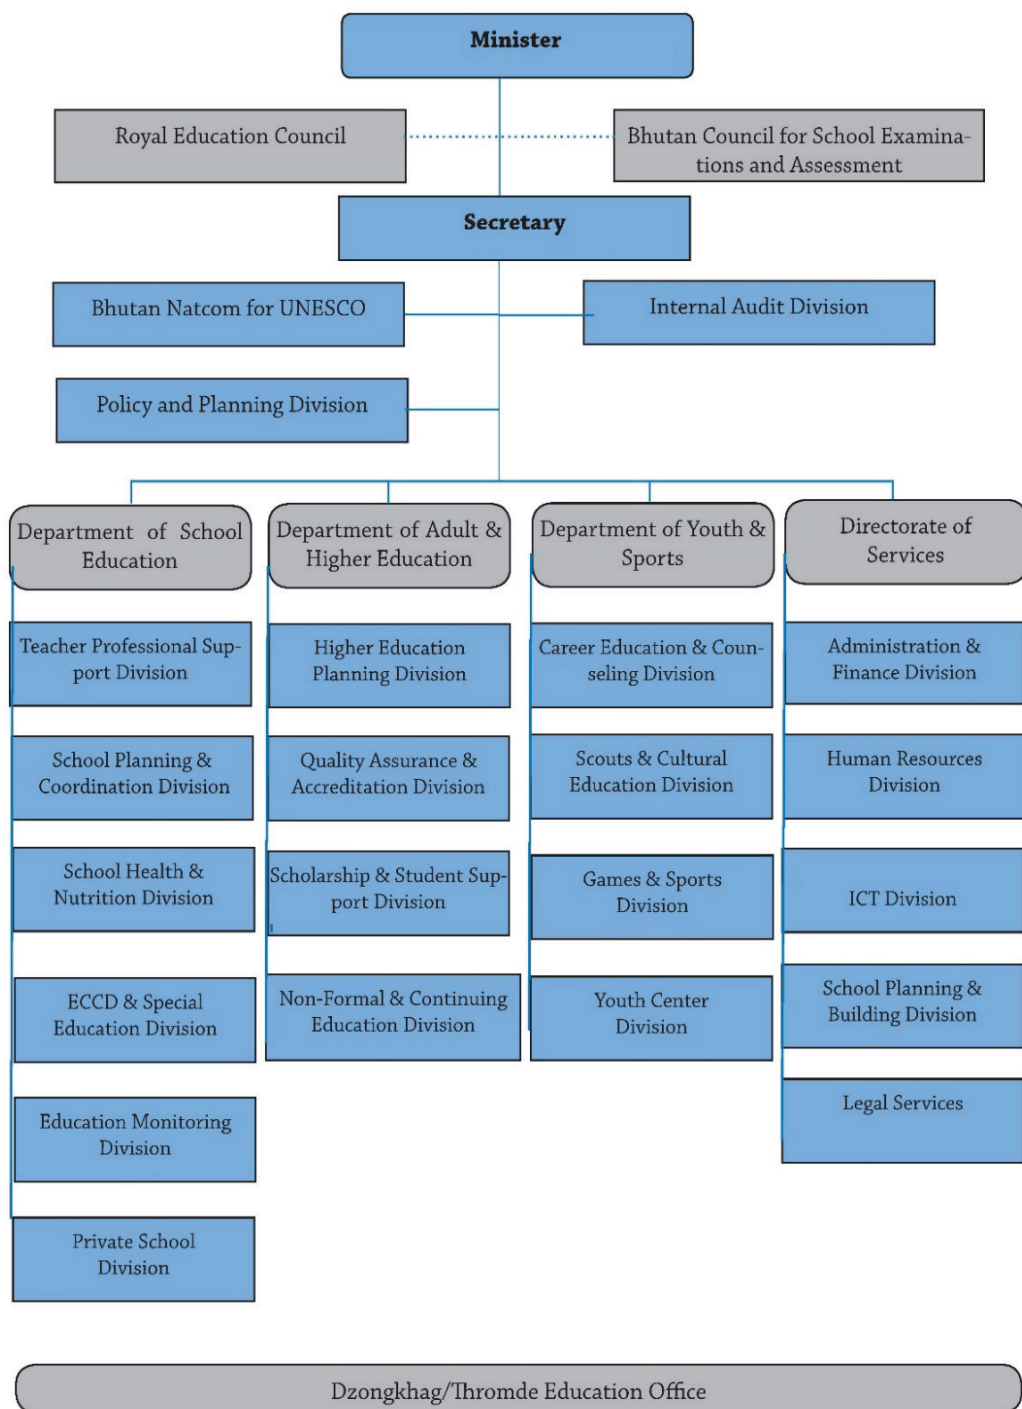 Minister
Royal Education Council
Bhutan Council for School Examina-
tions and Assessment
Secretary
Bhutan Natcom for UNESCO
Internal Audit Division
Policy and Planning Division
Department of School
Education
Department of Adult &
Higher Education
Department of Youth &
Sports
Directorate of
Services
Teacher Professional Sup-
port Division
School Planning &
Coordination Division
School Health &
Nutrition Division
ECCD & Special
Education Division
Education Monitoring
Division
Private School
Division
Higher Education
Planning Division
Quality Assurance &
Accreditation Division
Scholarship & Student Sup-
port Division
Non-Formal & Continuing
Education Division
Career Education & Coun-
seling Division
Scouts & Cultural
Education Division
Games & Sports
Division
Youth Center
Division
Administration &
Finance Division
Human Resources
Division
ICT Division
School Planning &
Building Division
Legal Services
Dzongkhag/Thromde Education Office